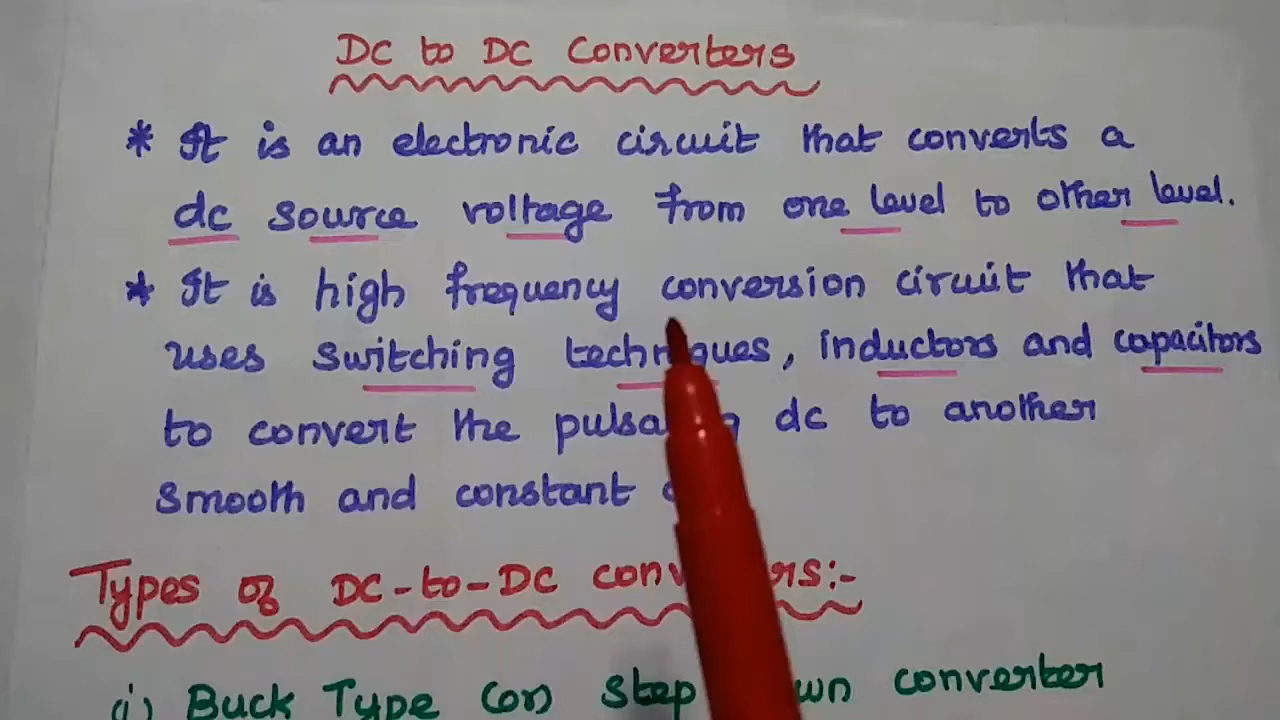 DC to DC Converters
* It is an electronic circuit that converts a
dc source voltage from one level to other level.
* It is high frequency conversion circuit that
uses switching techniques, inductors and capacitors
to convert the dc to another
smooth and constant
Types of DC-to-DC :-
(i) Buck Type (or) step converter